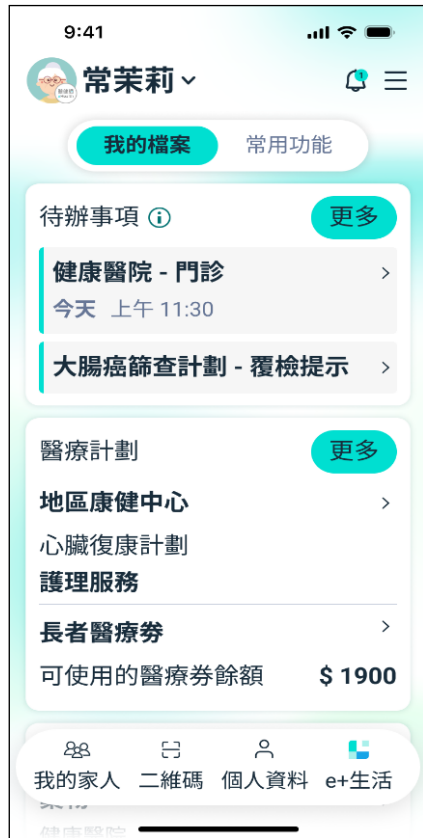 9:41
常茉莉
我的檔案 常用功能
待辦事項 更多
健康醫院 - 門診
今天 上午 11:30
大腸癌篩查計劃 - 覆檢提示
醫療計劃 更多
地區康健中心
心臟復康計劃
護理服務
長者醫療券
可使用的醫療券餘額 $ 1900
我的家人 二維碼 個人資料 e+生活